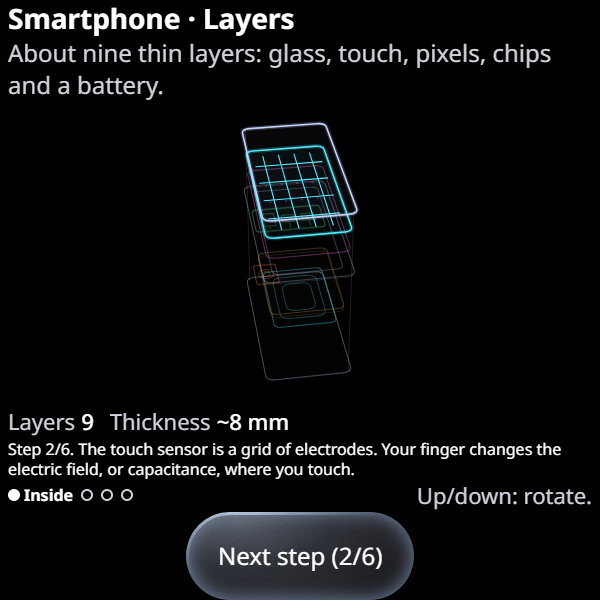 Smartphone · Layers
About nine thin layers: glass, touch, pixels, chips
and a battery.
Layers 9 Thickness ~8 mm
Step 2/6. The touch sensor is a grid of electrodes. Your finger changes the
electric field, or capacitance, where you touch.
Inside
Up/down: rotate.
Next step (2/6)